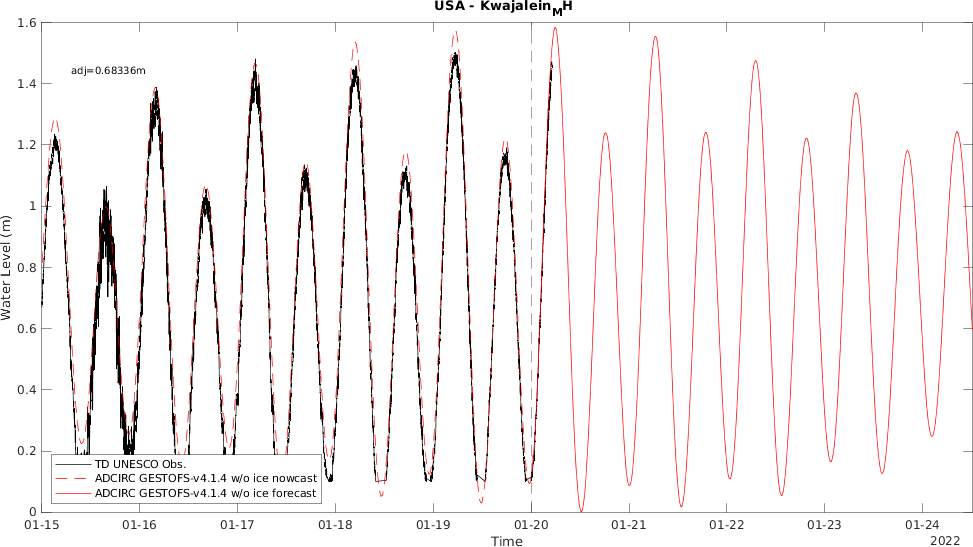 USA - Kwajalein_MH
1.6
adj=0.68336m
1.4
1.2
1
0.8
0.6
0.4
0.2
0
Water Level (m)
TD UNESCO Obs.
ADCIRC GESTOFS-v4.1.4 w/o ice nowcast
ADCIRC GESTOFS-v4.1.4 w/o ice forecast
01-15 01-16 01-17 01-18 01-19 01-20 01-21 01-22 01-23 01-24
Time
2022